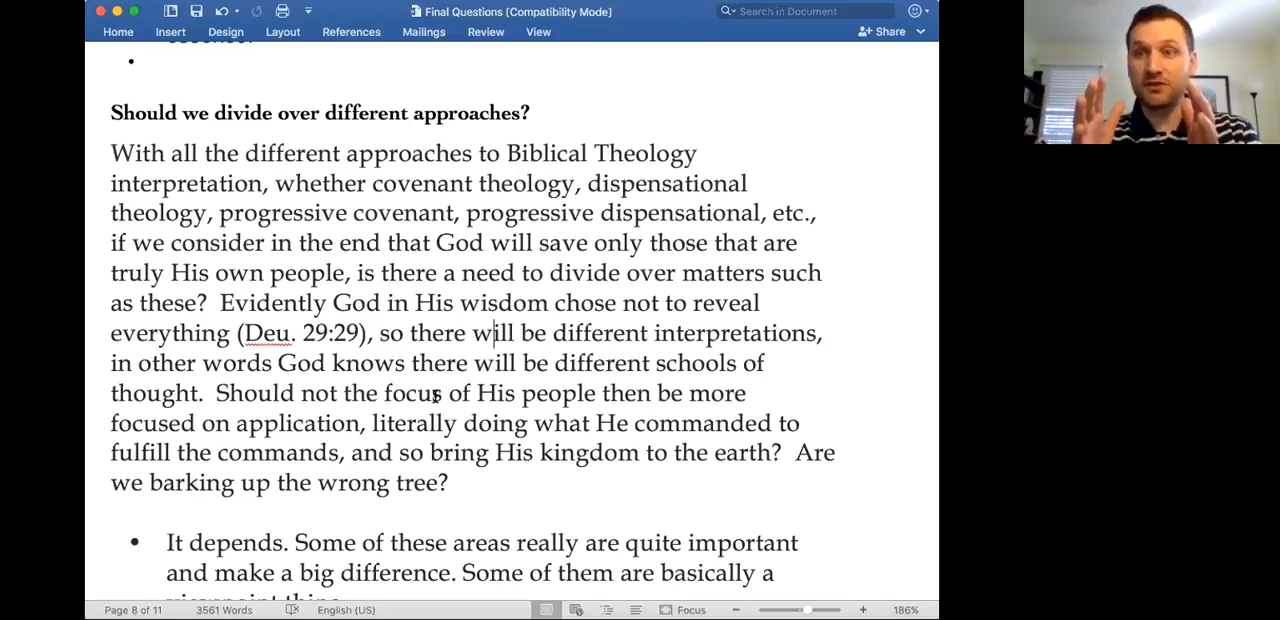 Final Questions [Compatibility Mode]
Search in Document
Home Insert Design Layout References Mailings Review View
Share
•
Should we divide over different approaches?
With all the different approaches to Biblical Theology
interpretation, whether covenant theology, dispensational
theology, progressive covenant, progressive dispensational, etc.,
if we consider in the end that God will save only those that are
truly His own people, is there a need to divide over matters such
as these?  Evidently God in His wisdom chose not to reveal
everything (Deu. 29:29), so there will be different interpretations,
in other words God knows there will be different schools of
thought.  Should not the focus of His people then be more
focused on application, literally doing what He commanded to
fulfill the commands, and so bring His kingdom to the earth?  Are
we barking up the wrong tree?
• It depends. Some of these areas really are quite important
and make a big difference. Some of them are basically a
Page 8 of 11 3561 Words English (US) Focus 186%